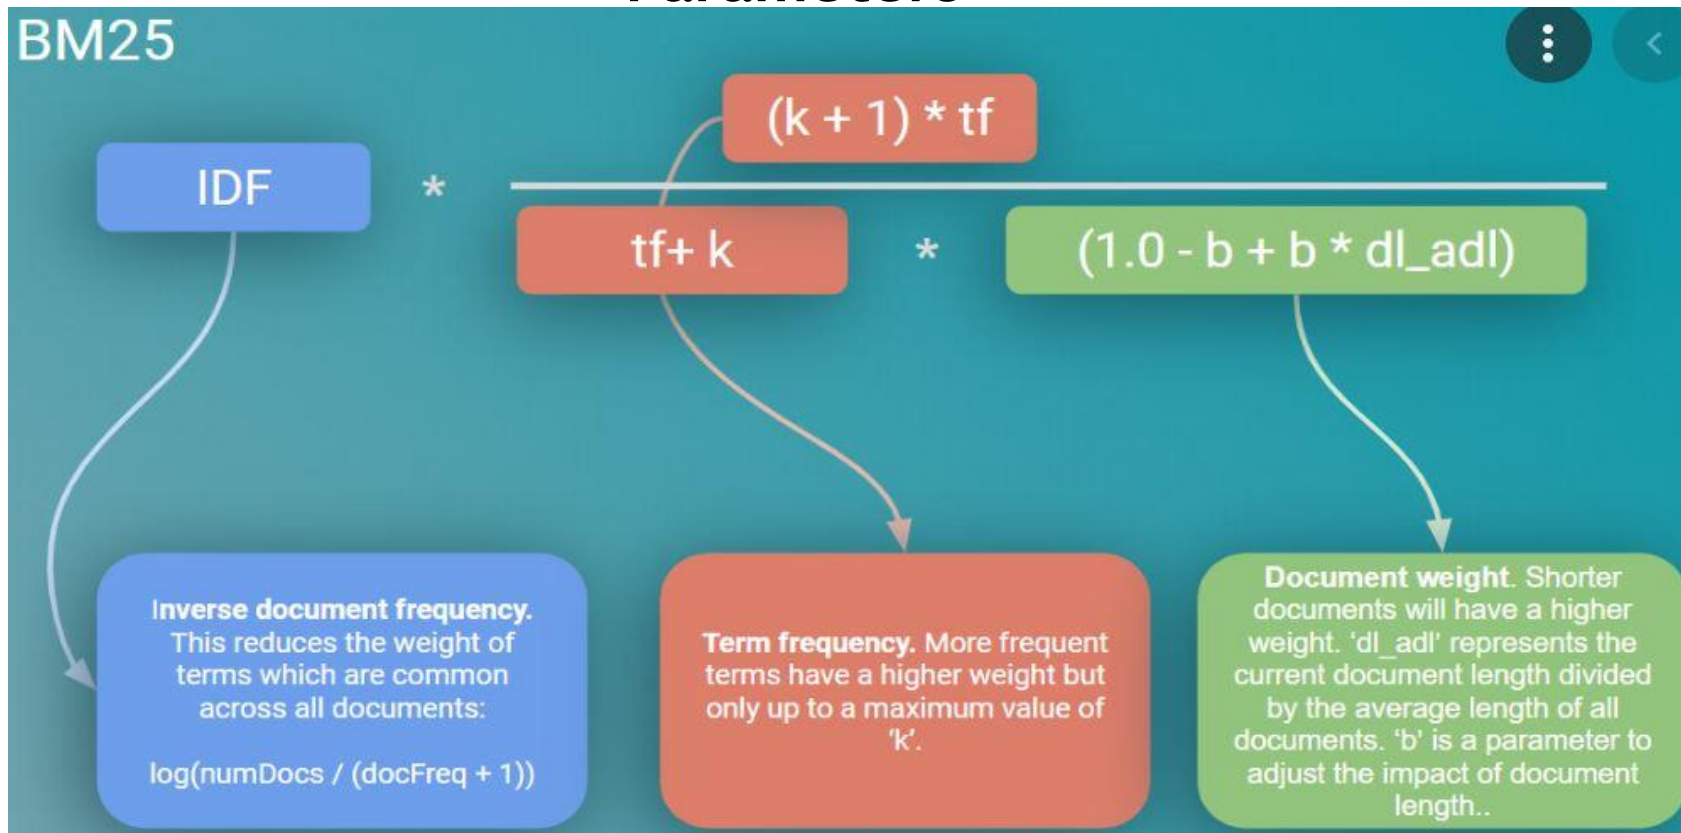 Parameters
BM25
(k + 1) * tf
IDF
*
tf+ k
*
(1.0 - b + b * dl_adl)
Inverse document frequency.
This reduces the weight of
terms which are common
across all documents:
log(numDocs / (docFreq + 1))
Term frequency. More frequent
terms have a higher weight but
only up to a maximum value of
‘k’.
Document weight. Shorter
documents will have a higher
weight. ‘dl_adl’ represents the
current document length divided
by the average length of all
documents. ‘b’ is a parameter to
adjust the impact of document
length..